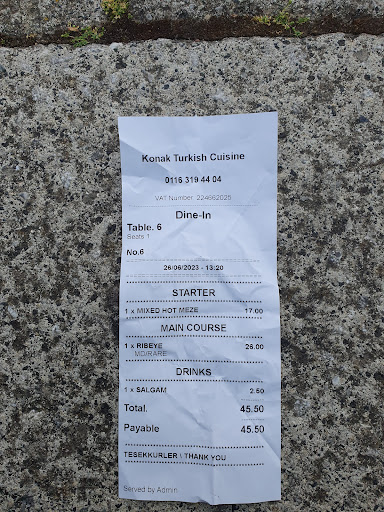 Konak Turkish Cuisine
0116 319 44 04
VAT Number. 224662025
Dine-In
Table. 6
Seats 1
No.6
26/06/2023 - 13:20
STARTER
1 x MIXED HOT MEZE 17.00
MAIN COURSE
1 x RIBEYE 26.00
MD/RARE
DRINKS
1 x SALGAM 2.50
Total. 45.50
Payable 45.50
TESEKKURLER \ THANK YOU
Served by Admin